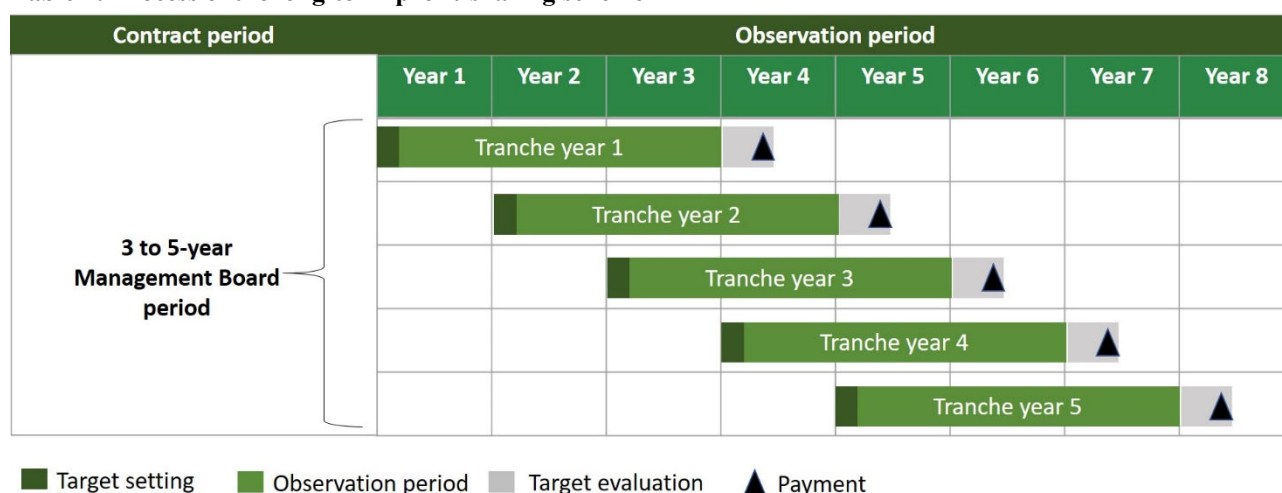 Contract period
Observation period
Year 1
Year 2
Year 3
Year 4
Year 5
Year 6
Year 7
Year 8
Tranche year 1
Tranche year 2
3 to 5-year
Management Board
period
Tranche year 3
Tranche year 4
Tranche year 5
Target setting
Observation period
Target evaluation
Payment